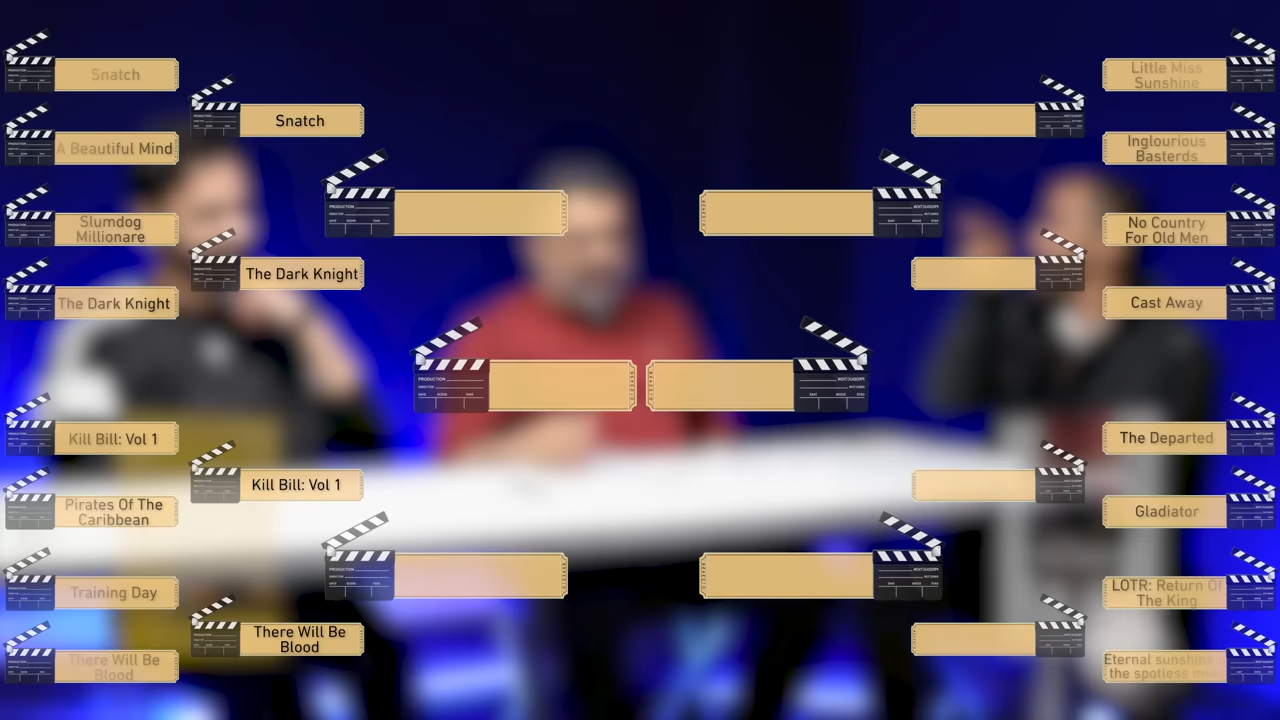 Snatch
A Beautiful Mind
Slumdog
Millionare
The Dark Knight
Kill Bill: Vol 1
Pirates Of The
Caribbean
Training Day
There Will Be
Blood
Snatch
The Dark Knight
Kill Bill: Vol 1
There Will Be
Blood
Little Miss
Sunshine
Inglourious
Basterds
No Country
For Old Men
Cast Away
The Departed
Gladiator
LOTR: Return Of
The King
Eternal sunshine
the spotless